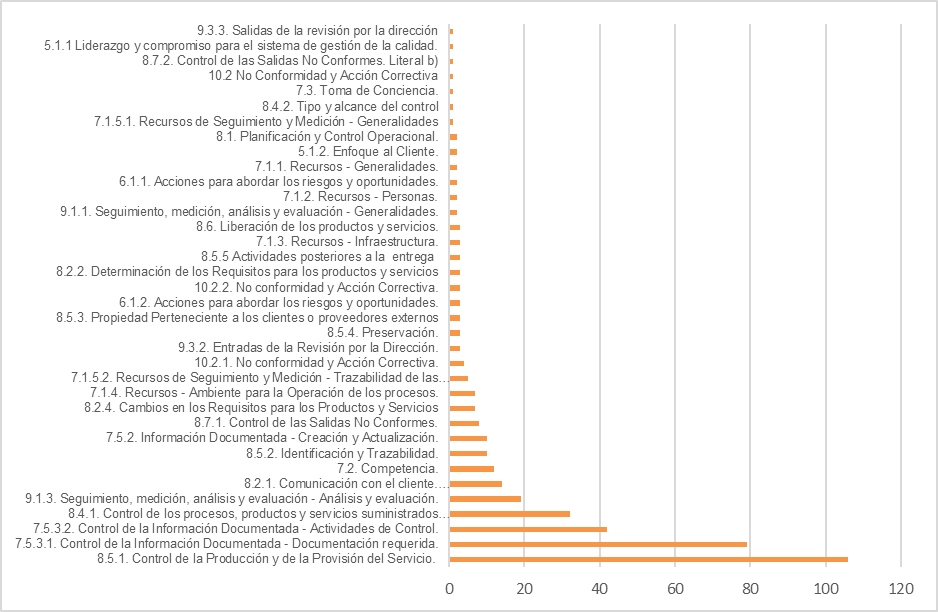 9.3.3. Salidas de la revisión por la dirección
5.1.1 Liderazgo y compromiso para el sistema de gestión de la calidad.
8.7.2. Control de las Salidas No Conformes. Literal b)
10.2 No Conformidad y Acción Correctiva
7.3. Toma de Conciencia.
8.4.2. Tipo y alcance del control
7.1.5.1. Recursos de Seguimiento y Medición - Generalidades
8.1. Planificación y Control Operacional.
5.1.2. Enfoque al Cliente.
7.1.1. Recursos - Generalidades.
6.1.1. Acciones para abordar los riesgos y oportunidades.
7.1.2. Recursos - Personas.
9.1.1. Seguimiento, medición, análisis y evaluación - Generalidades.
8.6. Liberación de los productos y servicios.
7.1.3. Recursos - Infraestructura.
8.5.5 Actividades posteriores a la entrega
8.2.2. Determinación de los Requisitos para los productos y servicios
10.2.2. No conformidad y Acción Correctiva.
6.1.2. Acciones para abordar los riesgos y oportunidades.
8.5.3. Propiedad Perteneciente a los clientes o proveedores externos
8.5.4. Preservación.
9.3.2. Entradas de la Revisión por la Dirección.
10.2.1. No conformidad y Acción Correctiva.
7.1.5.2. Recursos de Seguimiento y Medición - Trazabilidad de las...
7.1.4. Recursos - Ambiente para la Operación de los procesos.
8.2.4. Cambios en los Requisitos para los Productos y Servicios
8.7.1. Control de las Salidas No Conformes.
7.5.2. Información Documentada - Creación y Actualización.
8.5.2. Identificación y Trazabilidad.
7.2. Competencia.
8.2.1. Comunicación con el cliente....
9.1.3. Seguimiento, medición, análisis y evaluación - Análisis y evaluación.
8.4.1. Control de los procesos, productos y servicios suministrados...
7.5.3.2. Control de la Información Documentada - Actividades de Control.
7.5.3.1. Control de la Información Documentada - Documentación requerida.
8.5.1. Control de la Producción y de la Provisión del Servicio.
0 20 40 60 80 100 120